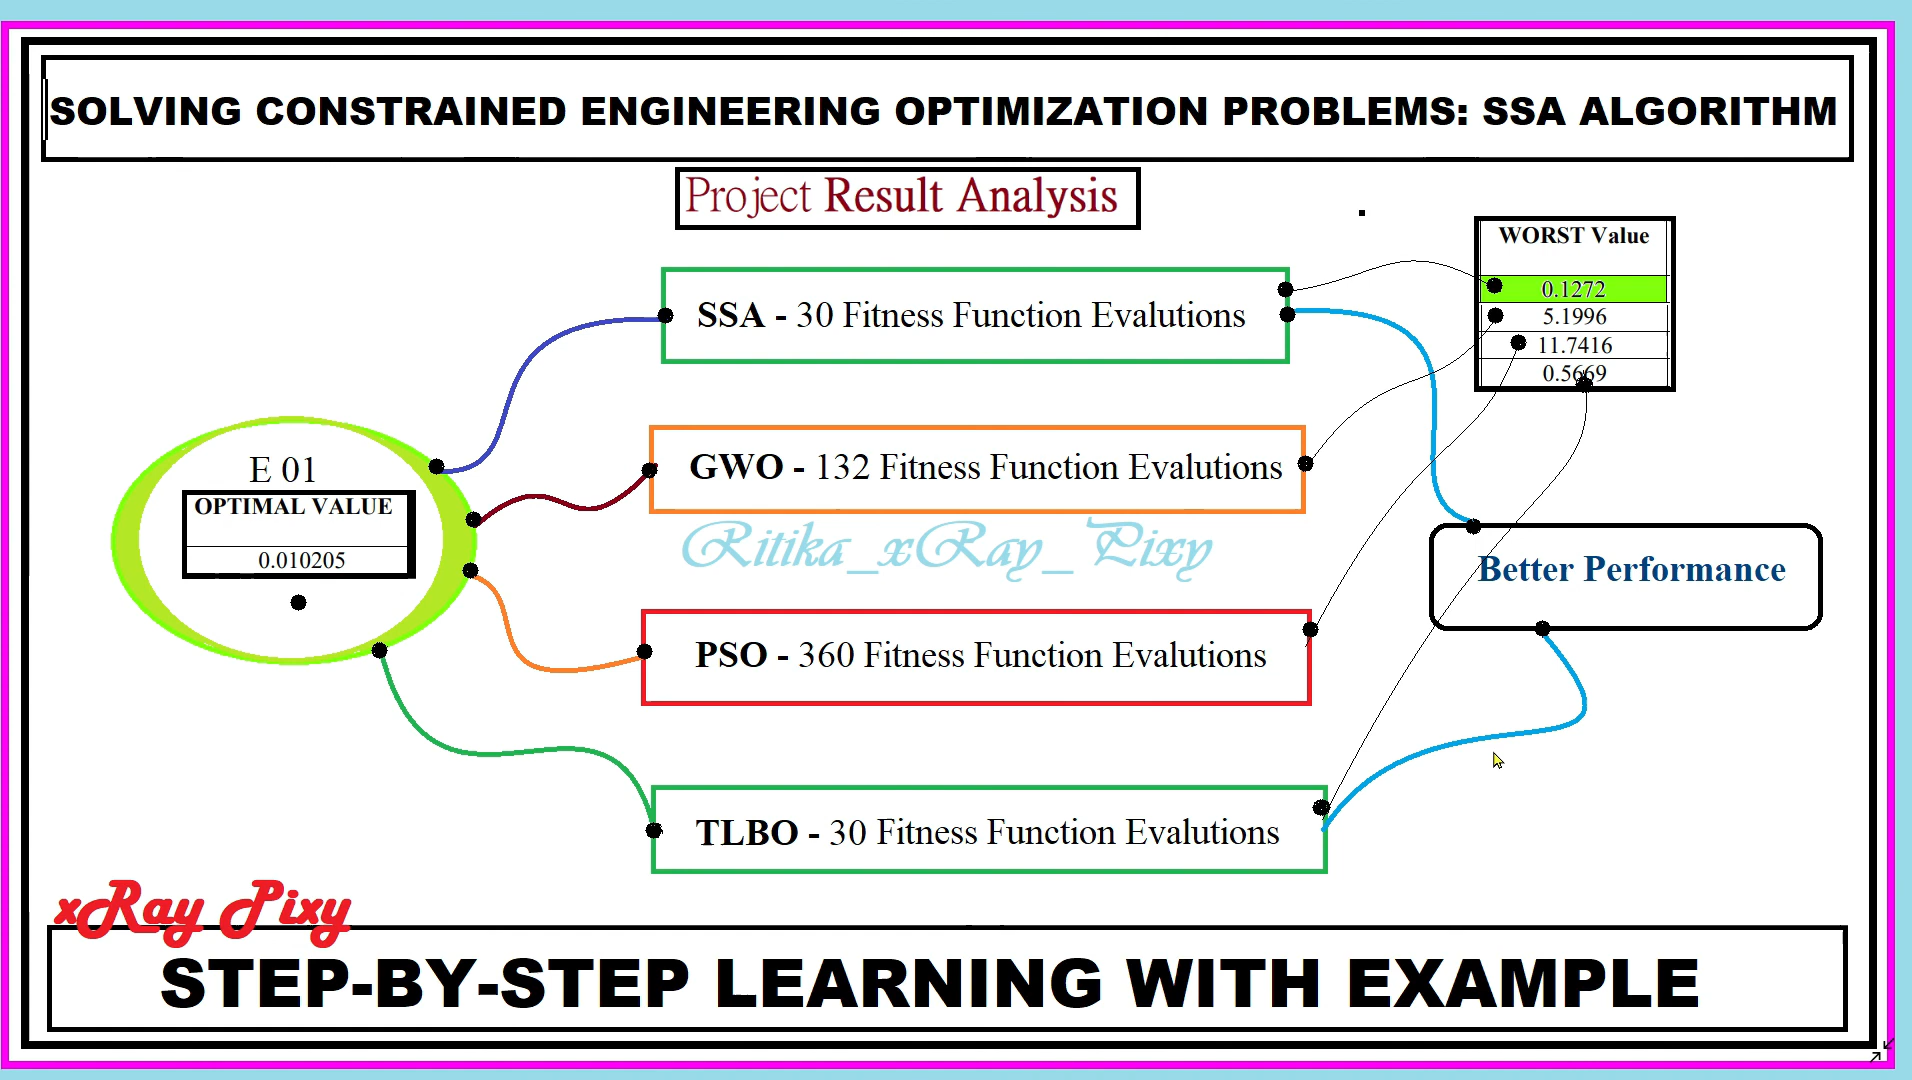 SOLVING CONSTRAINED ENGINEERING OPTIMIZATION PROBLEMS: SSA ALGORITHM
Project Result Analysis
WORST Value
0.1272
5.1996
11.7416
0.5669
SSA - 30 Fitness Function Evalutions
GWO - 132 Fitness Function Evalutions
E 01
OPTIMAL VALUE
0.010205
Ritika_xRay_Pixy
Better Performance
PSO - 360 Fitness Function Evalutions
TLBO - 30 Fitness Function Evalutions
xRay Pixy
STEP-BY-STEP LEARNING WITH EXAMPLE